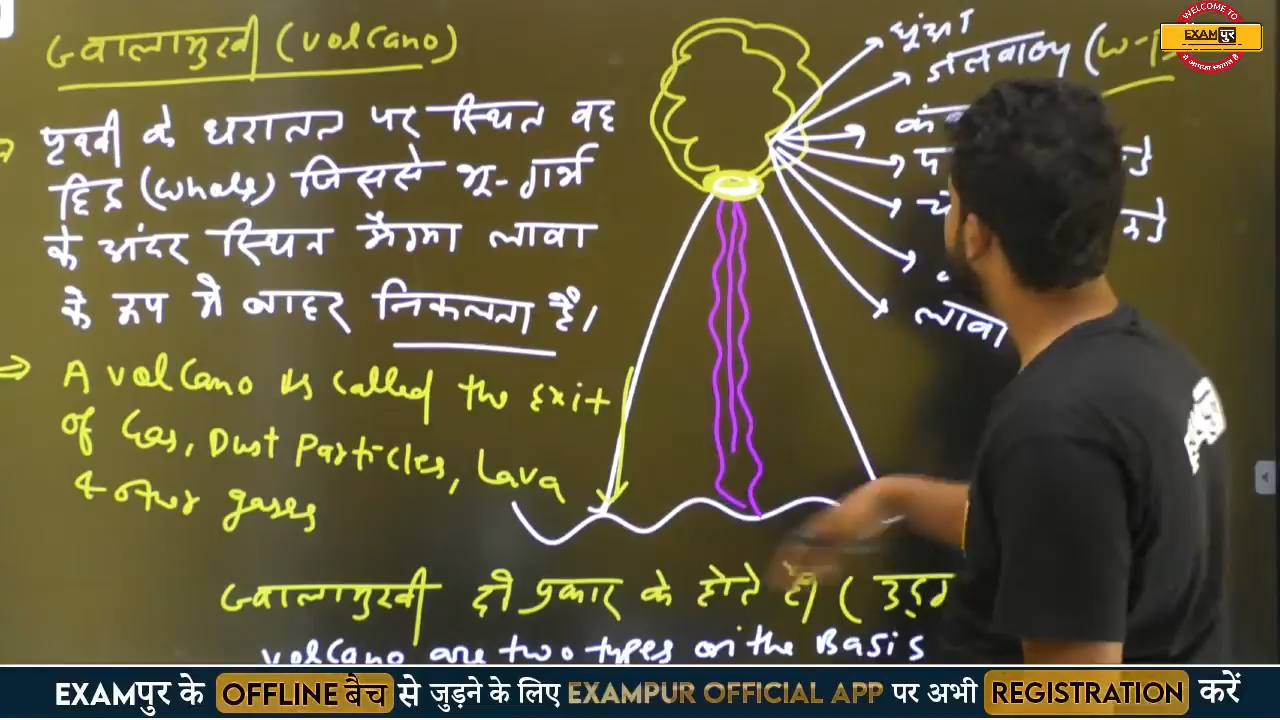 ज्वालामुखी (volcano)
पृथ्वी के धरातल पर स्थित वह
छिद्र (whole) जिससे भू-गर्भ
के अंदर स्थित मैग्मा लावा
के रूप में बाहर निकलता है।
⇒ A volcano is called the Exit
of Gas, Dust Particles, Lava
& other gases
धूंआ
जलवाष्प
लावा
ज्वालामुखी दो प्रकार के होते है। (
volcano are two types on the Basis
WELCOME TO
EXAMपुर
EXAMपुर के OFFLINE बैच से जुड़ने के लिए EXAMPUR OFFICIAL APP पर अभी REGISTRATION करें